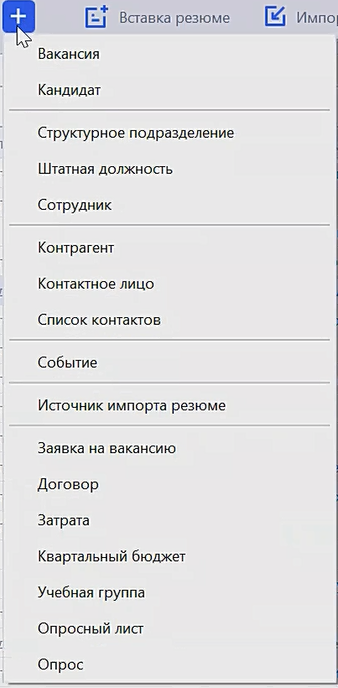 Вставка резюме
Импо
Вакансия
Кандидат
Структурное подразделение
Штатная должность
Сотрудник
Контрагент
Контактное лицо
Список контактов
Событие
Источник импорта резюме
Заявка на вакансию
Договор
Затрата
Квартальный бюджет
Учебная группа
Опросный лист
Опрос